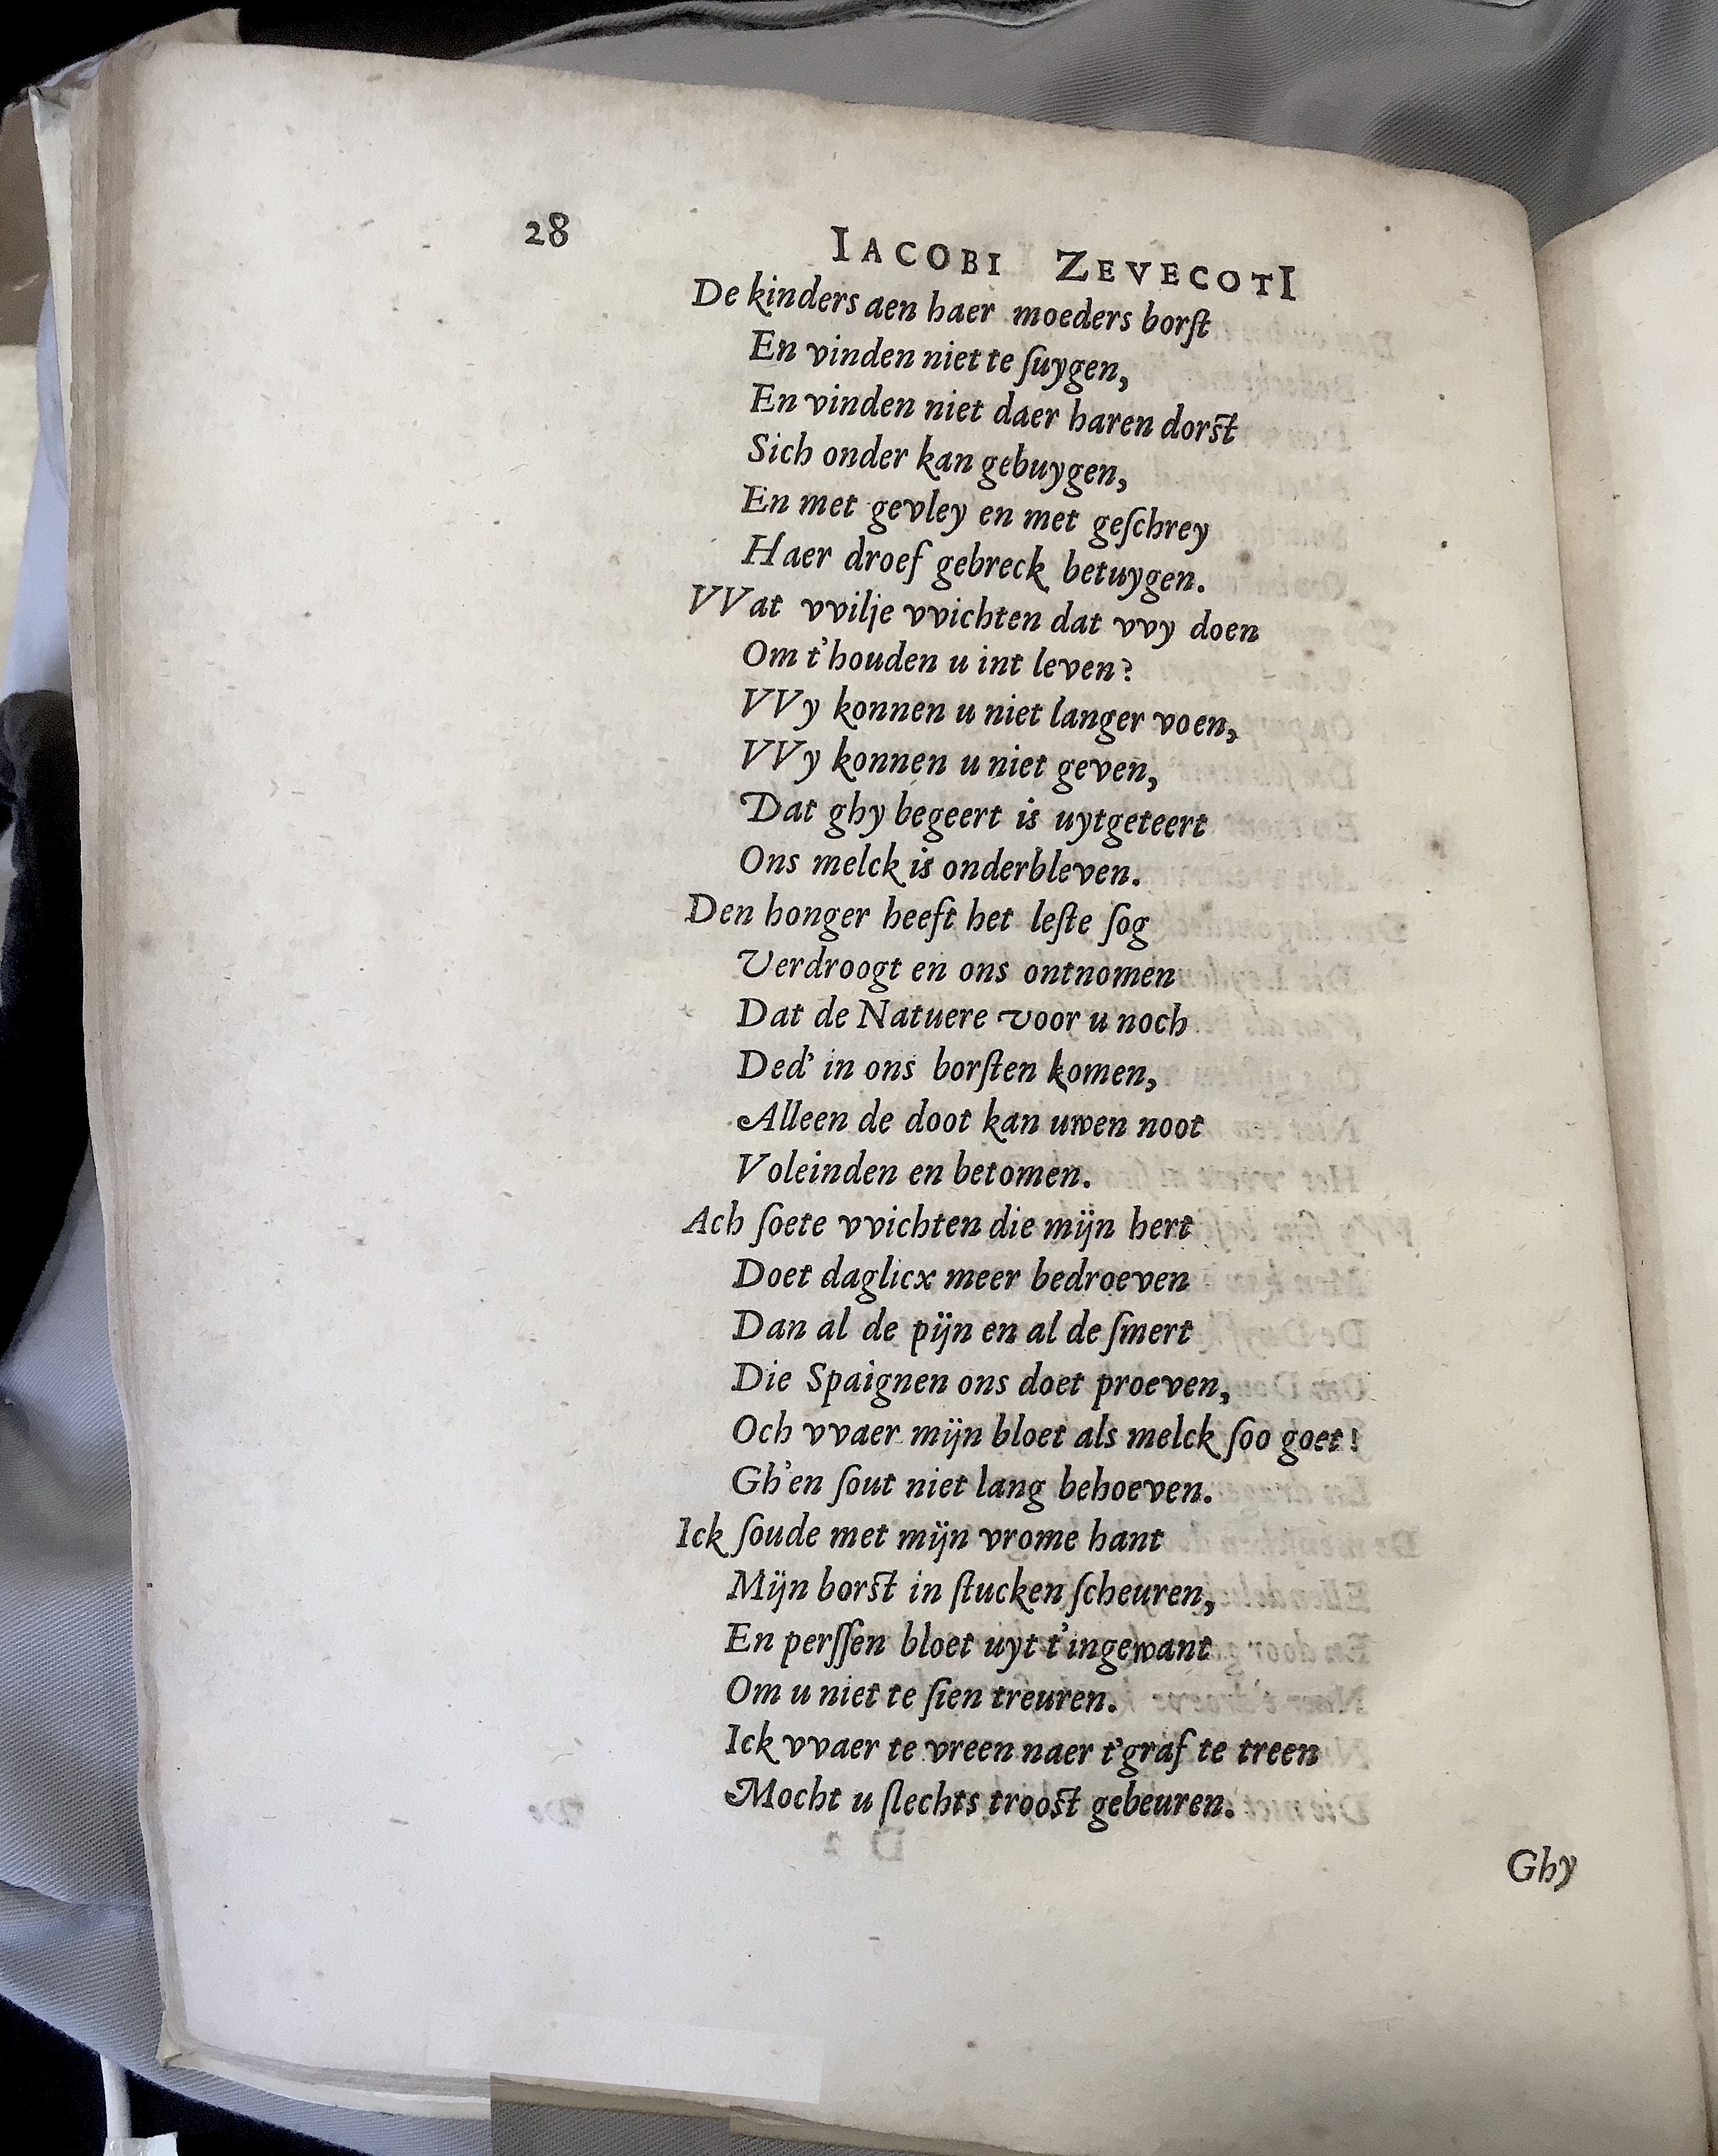 28 IACOBI ZEVECOTI
De kinders aen haer moeders borſt
En vinden niet te ſuygen,
En vinden niet daer haren dorſt
Sich onder kan gebuygen,
En met gevley en met geſchrey
Haer droef gebreck betuygen.
VVat vvilje vvichten dat vvy doen
Om t'houden u int leven?
VVy konnen u niet langer voen,
VVy konnen u niet geven,
Dat ghy begeert is uytgeteert
Ons melck is onderbleven.
Den honger heeft het leſte ſog
Verdroogt en ons ontnomen
Dat de Natuere voor u noch
Ded' in ons borſten komen,
Alleen de doot kan uwen noot
Voleinden en betomen.
Ach ſoete vvichten die mijn hert
Doet daglicx meer bedroeven
Dan al de pijn en al de ſmert
Die Spaignen ons doet proeven,
Och vvaer mijn bloet als melck ſoo goet!
Gh'en ſout niet lang behoeven.
Ick ſoude met mijn vrome hant
Mijn borſt in ſtucken ſcheuren,
En perſſen bloet uyt t'ingewant
Om u niet te ſien treuren.
Ick vvaer te vreen naer t'graf te treen
Mocht u ſlechts trooſt gebeuren.
Ghy